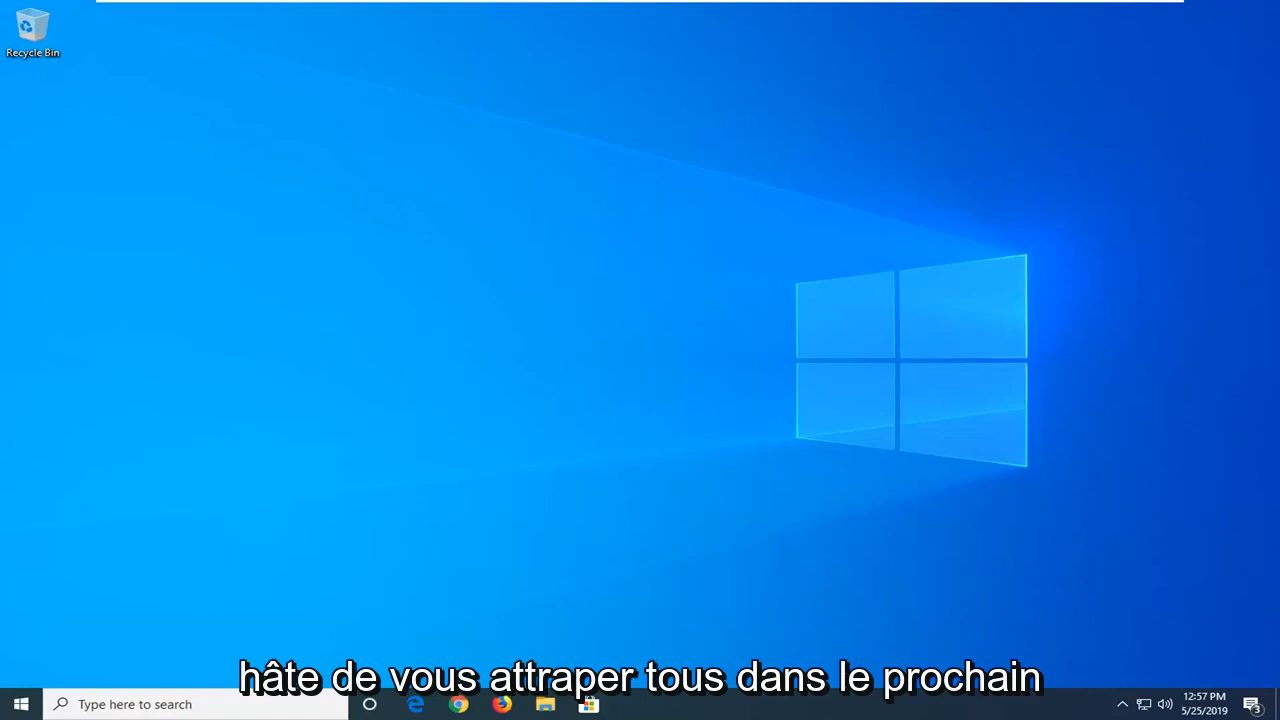 Recycle Bin
hâte de vous attraper tous dans le prochain
Type here to search
12:57 PM
5/25/2019
3